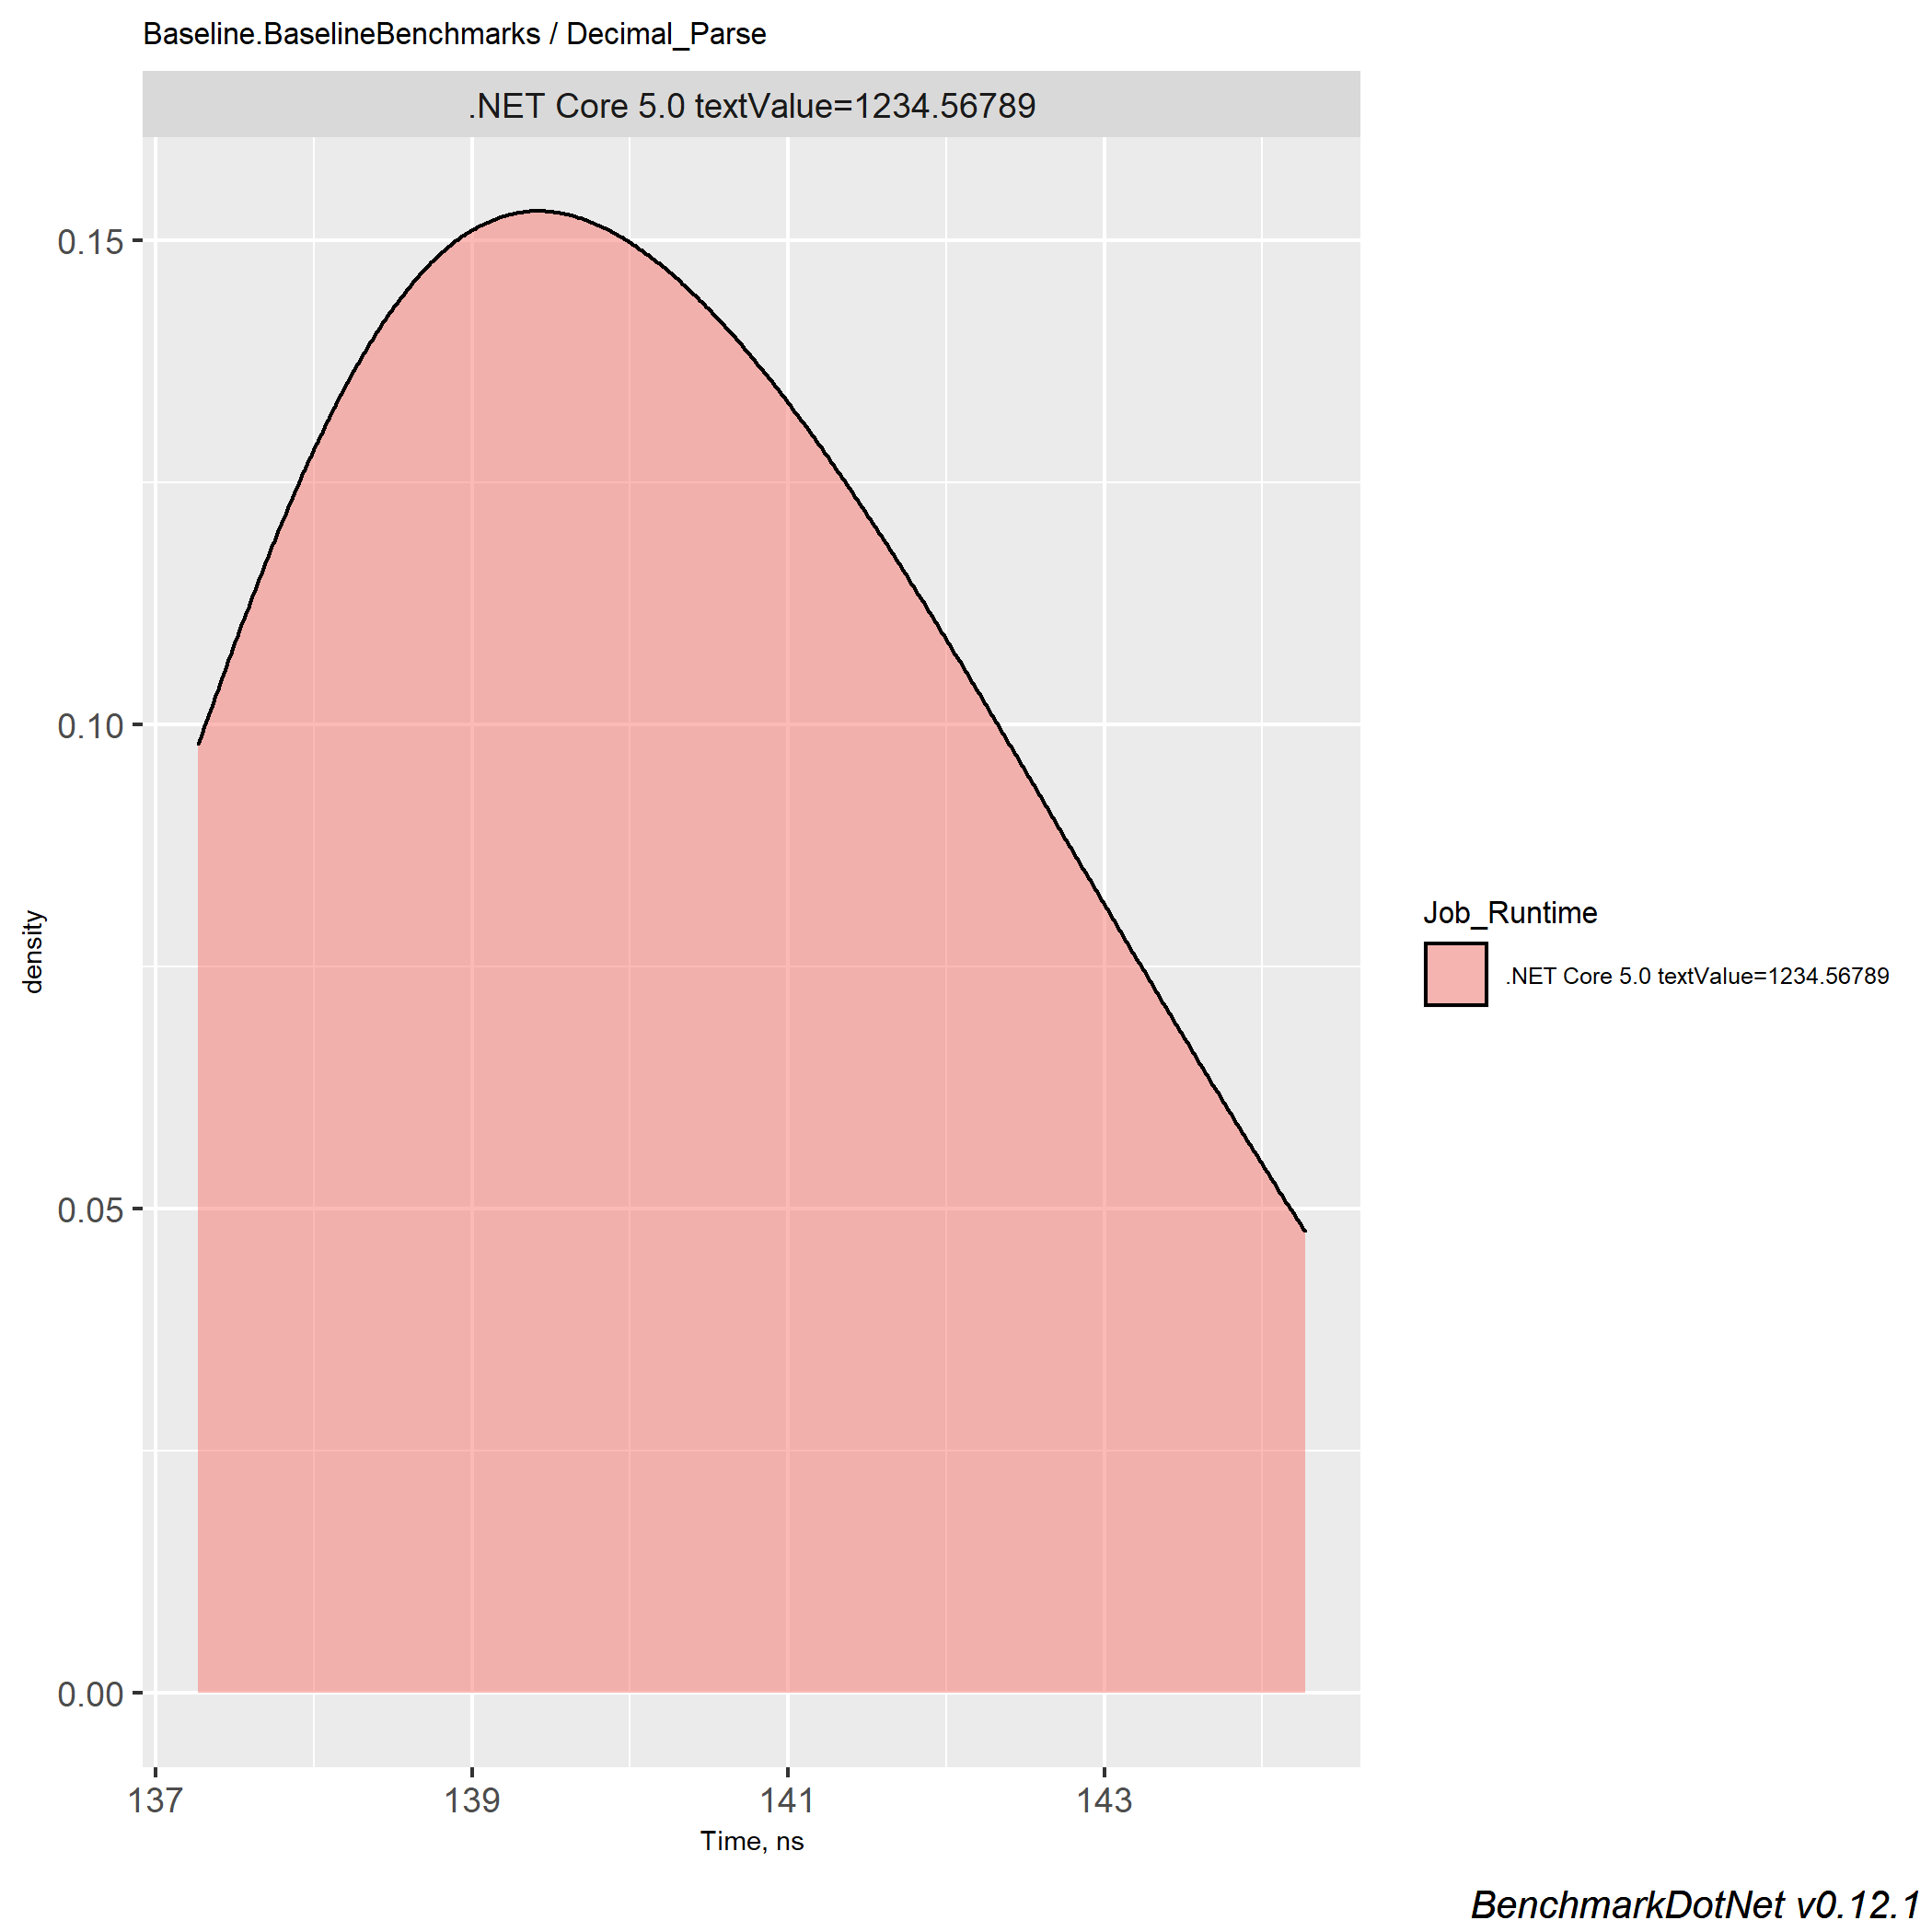 Baseline.BaselineBenchmarks / Decimal_Parse
.NET Core 5.0 textValue=1234.56789
0.15
0.10
0.05
0.00
density
137 139 141 143
Time, ns
Job_Runtime
.NET Core 5.0 textValue=1234.56789
BenchmarkDotNet v0.12.1